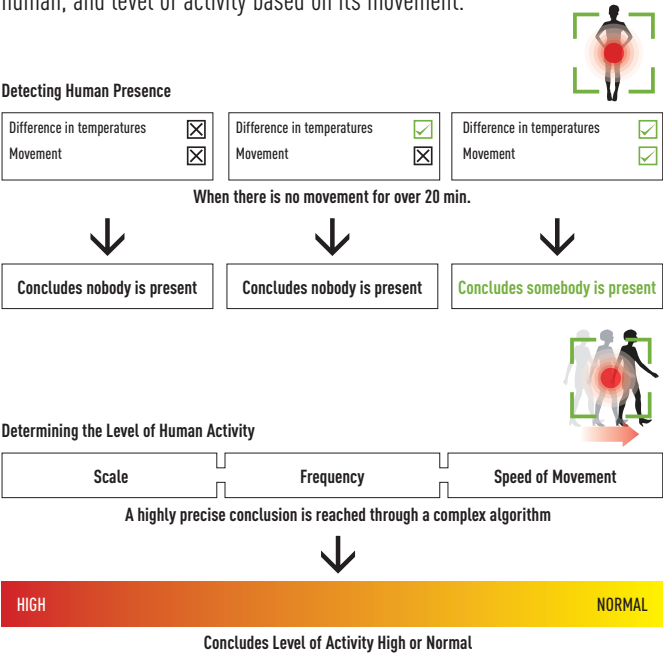 human, and level of activity based on its movement.
Detecting Human Presence
Difference in temperatures
Movement
Difference in temperatures
Movement
Difference in temperatures
Movement
When there is no movement for over 20 min.
Concludes nobody is present
Concludes nobody is present
Concludes somebody is present
Determining the Level of Human Activity
Scale
Frequency
Speed of Movement
A highly precise conclusion is reached through a complex algorithm
HIGH
NORMAL
Concludes Level of Activity High or Normal